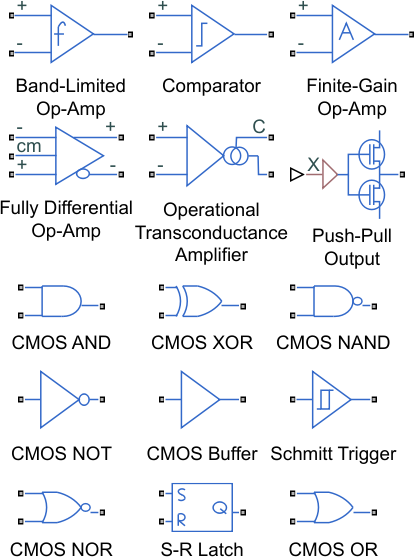 + + +
f A
- - -
Band-Limited Comparator Finite-Gain
Op-Amp Op-Amp
- + + C
cm X
+ - -
Fully Differential Operational Push-Pull
Op-Amp Transconductance Output
Amplifier
CMOS AND CMOS XOR CMOS NAND
CMOS NOT CMOS Buffer Schmitt Trigger
S
Q
R
CMOS NOR S-R Latch CMOS OR